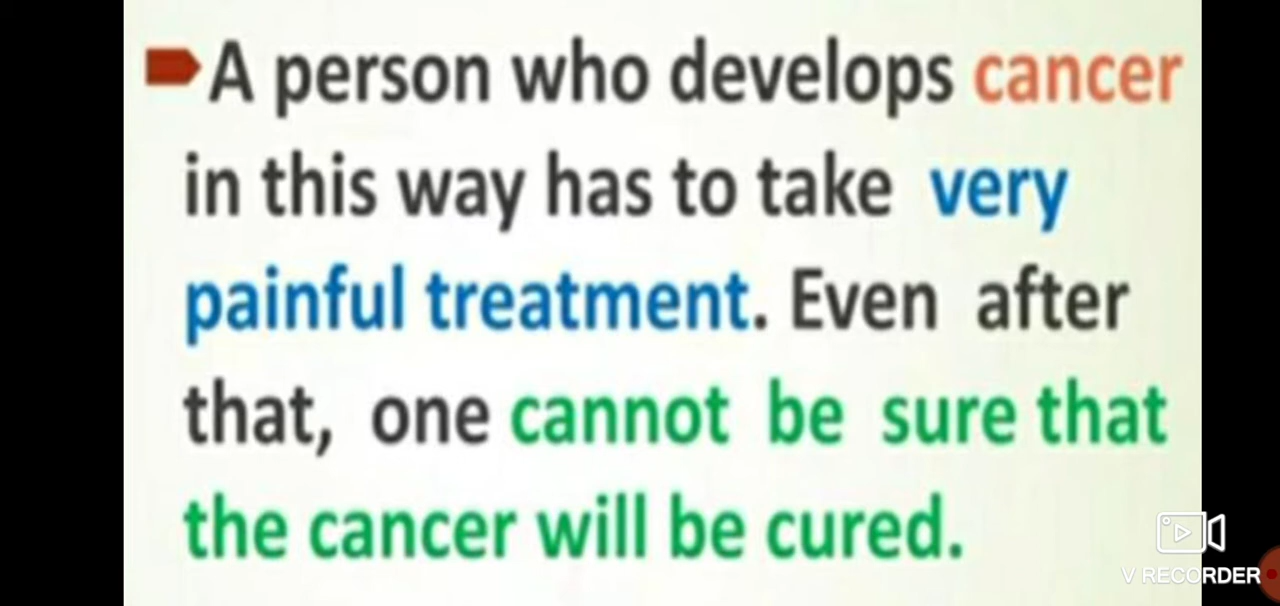 A person who develops cancer
in this way has to take very
painful treatment. Even after
that, one cannot be sure that
the cancer will be cured.
V RECORDER